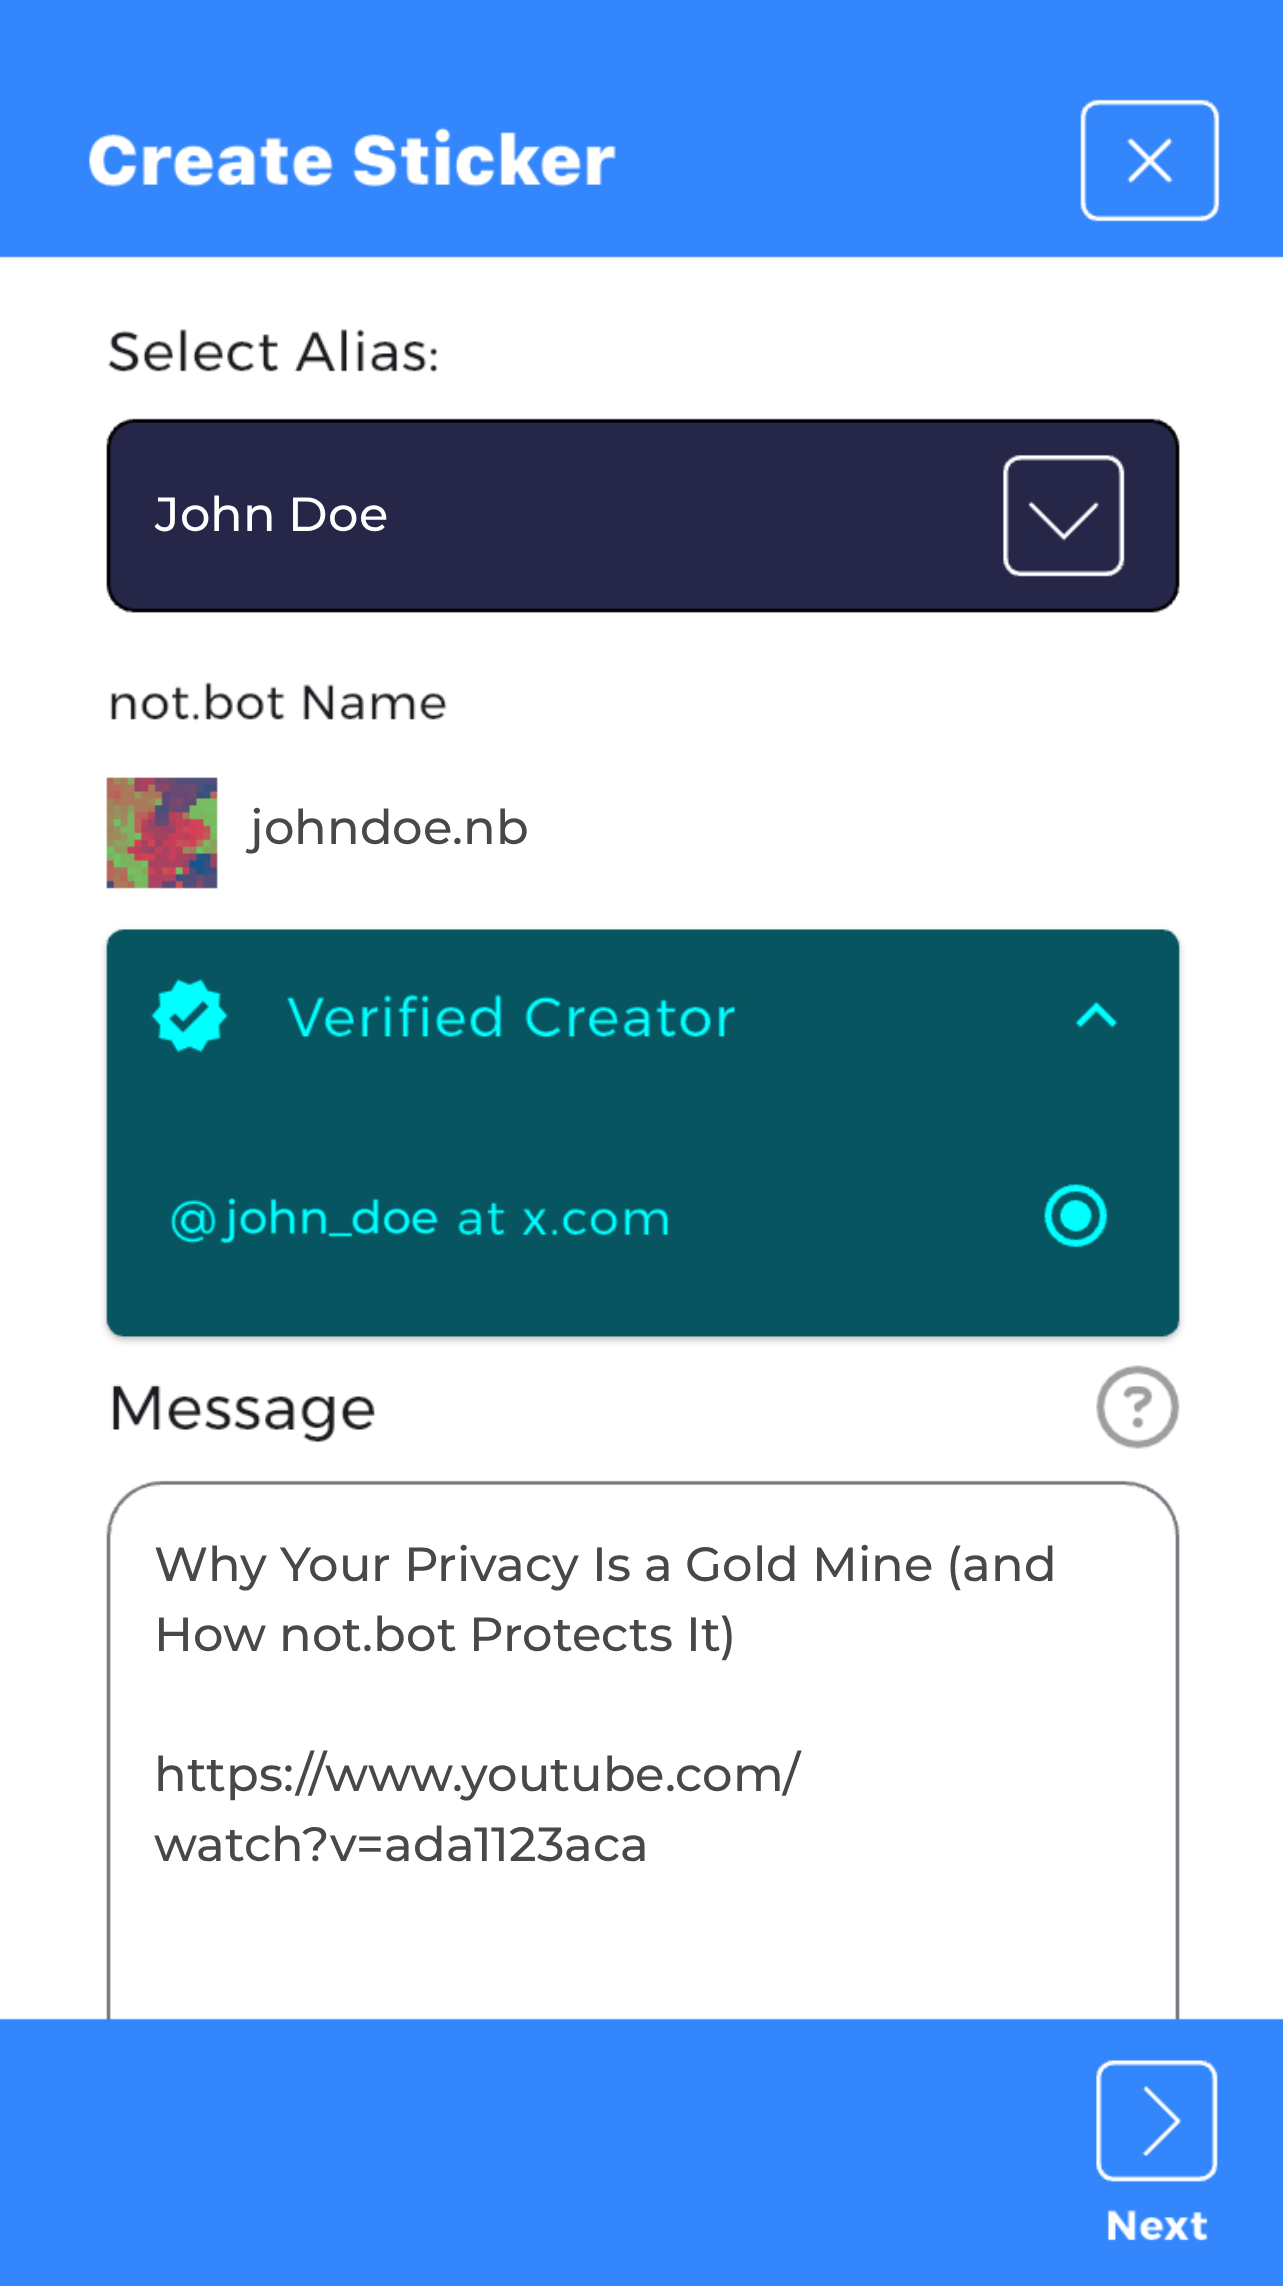 Create Sticker
Select Alias:
John Doe
not.bot Name
johndoe.nb
Verified Creator
@john_doe at x.com
Message
Why Your Privacy Is a Gold Mine (and
How not.bot Protects It)
https://www.youtube.com/
watch?v=ada1123aca
Next